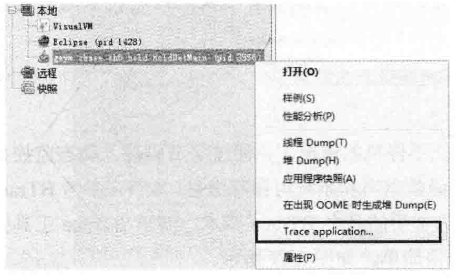 本地
VisualVM
Eclipse (pid 1428)
geym.zbase.ch6.hold.HoldNetMain (pid 3556)
远程
快照
打开(O)
样例(S)
性能分析(P)
线程 Dump(T)
堆 Dump(H)
应用程序快照(A)
在出现 OOME 时生成堆 Dump(E)
Trace application...
属性(P)